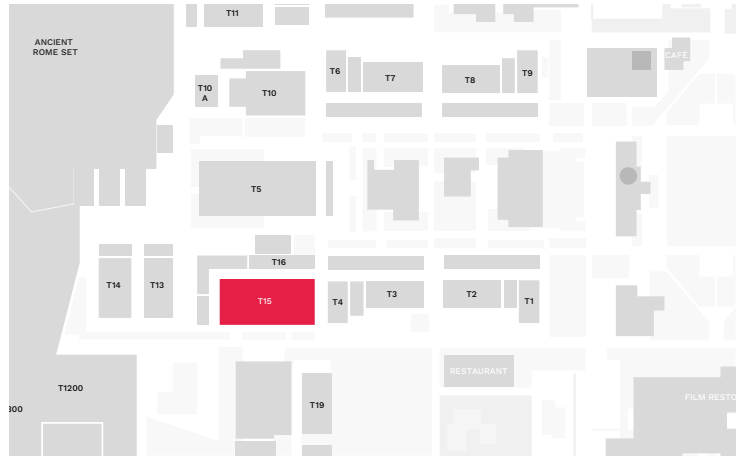 T11
ANCIENT
ROME SET
CAFÈ
T6
T7
T8
T9
T10
A
T10
T5
T16
T14
T13
T15
T4
T3
T2
T1
RESTAURANT
T1200
T19
FILM RESTO